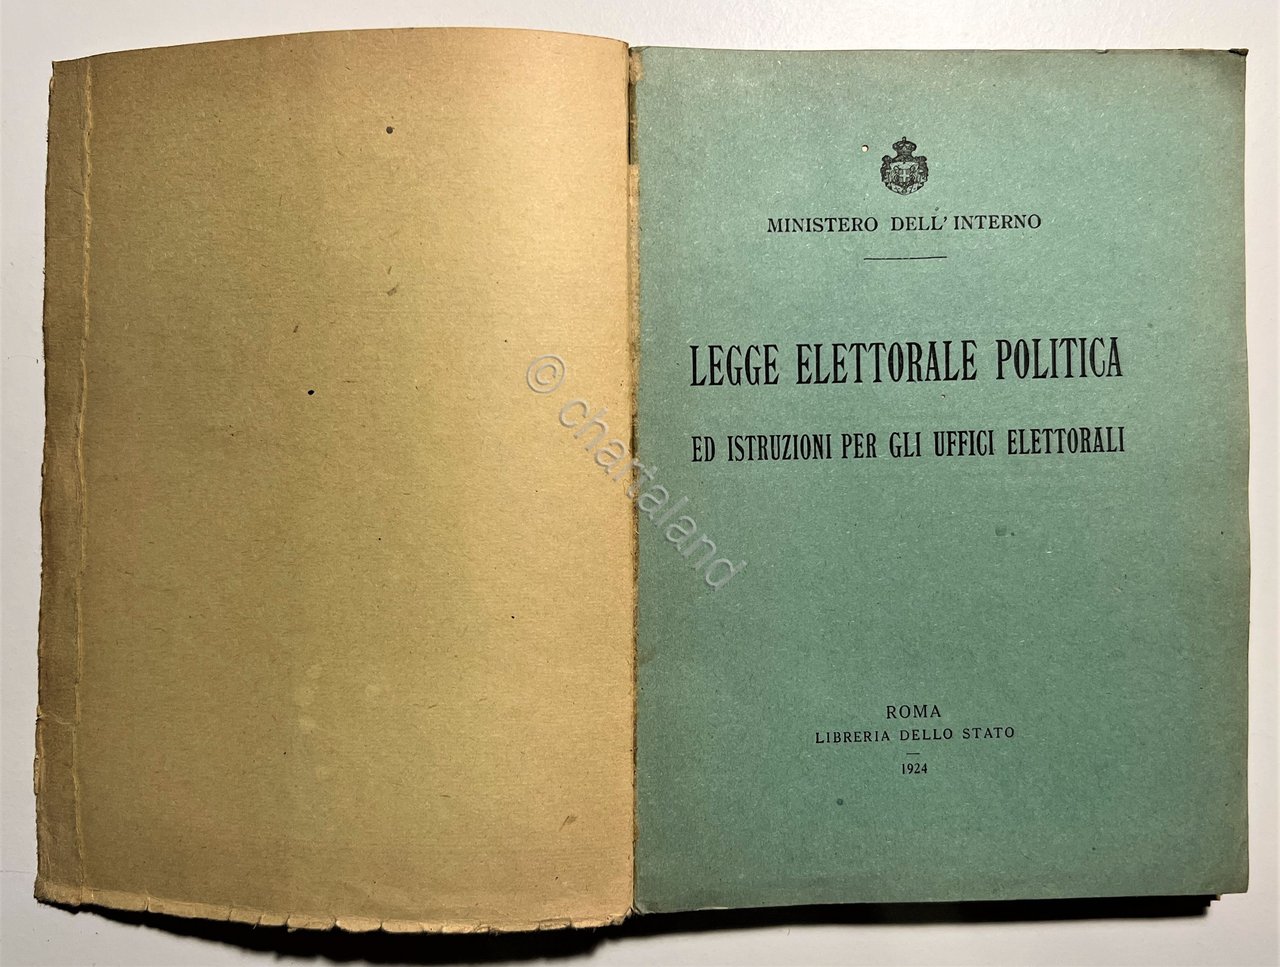 MINISTERO DELL' INTERNO
LEGGE ELETTORALE POLITICA
ED ISTRUZIONI PER GLI UFFICI ELETTORALI
© chartaland
ROMA
LIBRERIA DELLO STATO
1924